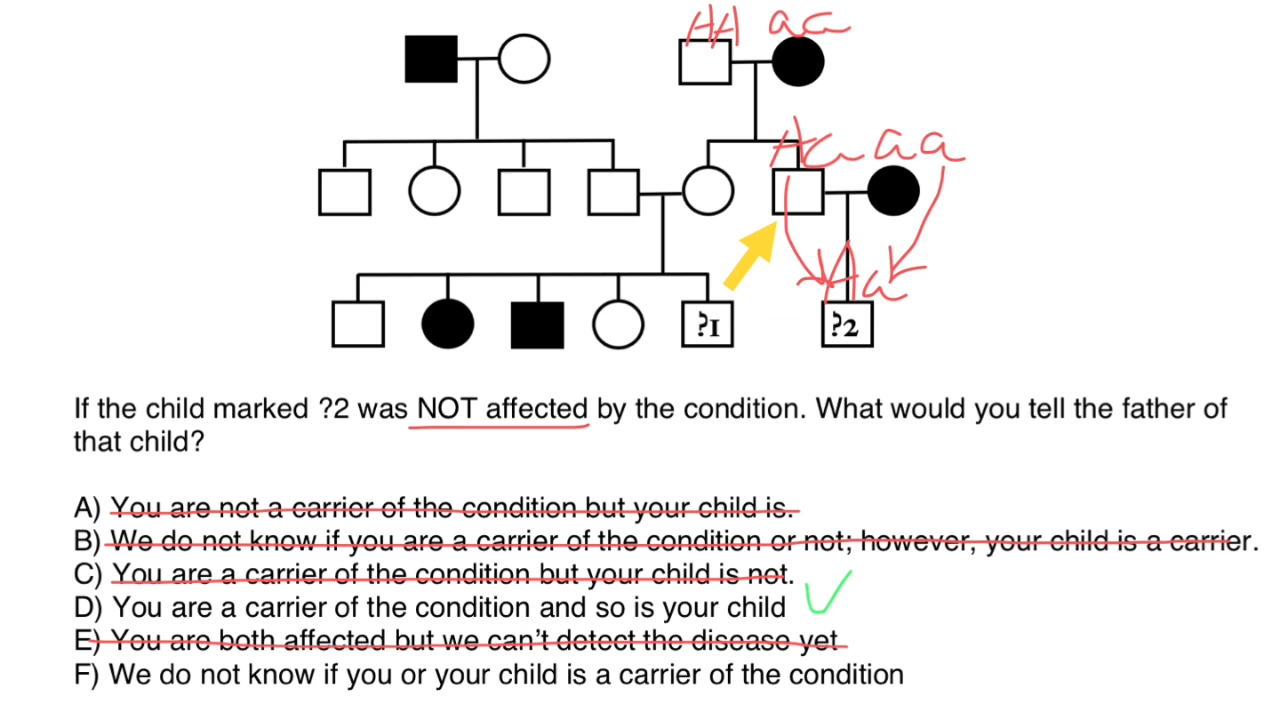 AA aa
Aa aa
Aa
?1 ?2
If the child marked ?2 was NOT affected by the condition. What would you tell the father of
that child?
A) You are not a carrier of the condition but your child is.
B) We do not know if you are a carrier of the condition or not; however, your child is a carrier.
C) You are a carrier of the condition but your child is not.
D) You are a carrier of the condition and so is your child
E) You are both affected but we can't detect the disease yet
F) We do not know if you or your child is a carrier of the condition